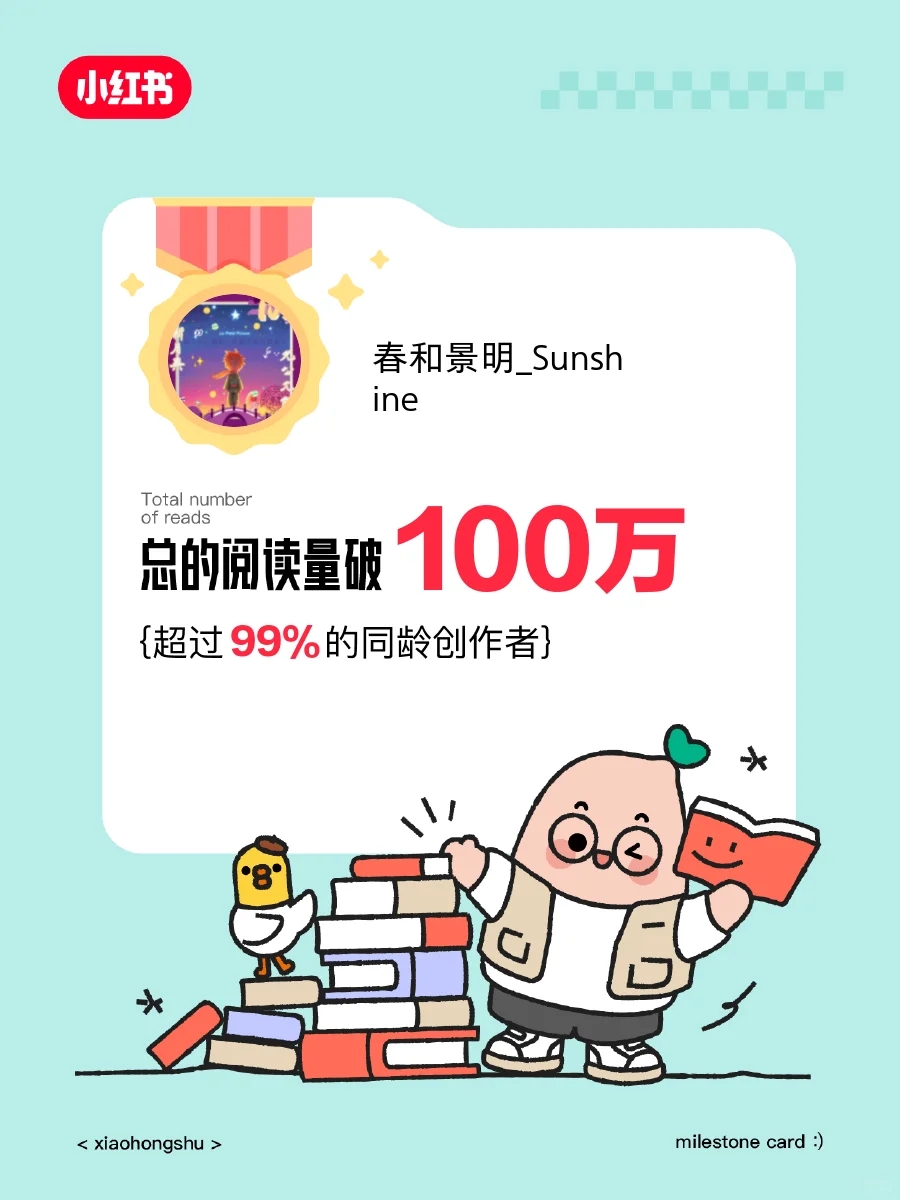 小红书
春和景明_Sunsh
ine
Total number
of reads
总的阅读量破100万
{超过99%的同龄创作者}
< xiaohongshu >
milestone card :)